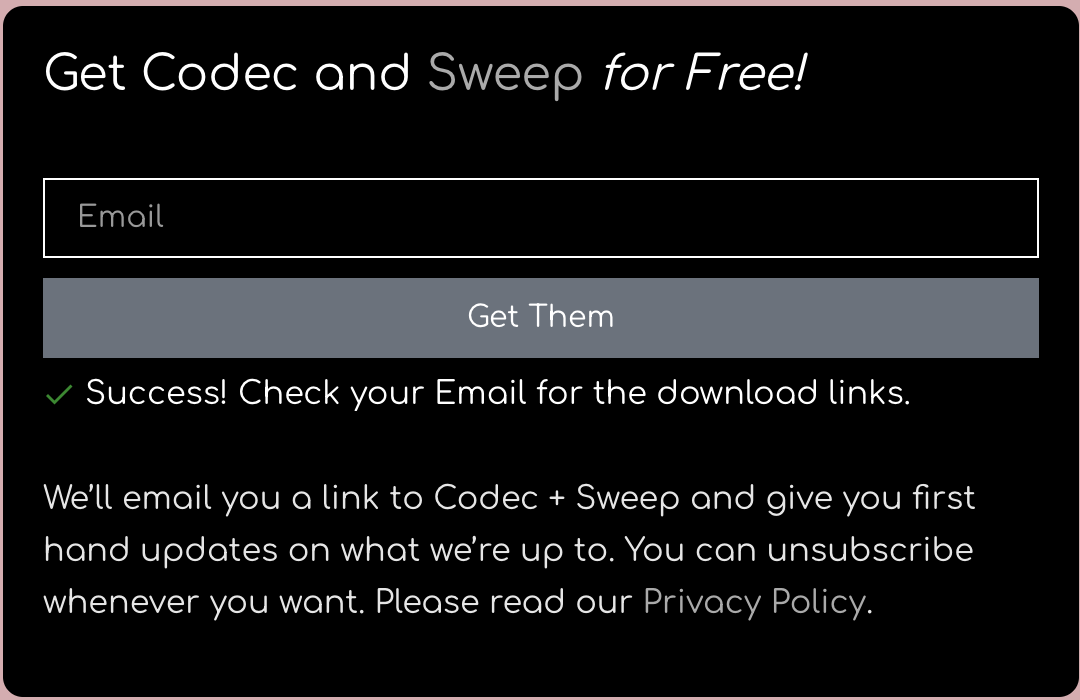 Get Codec and Sweep for Free!
Email
Get Them
Success! Check your Email for the download links.
We’ll email you a link to Codec + Sweep and give you first
hand updates on what we’re up to. You can unsubscribe
whenever you want. Please read our Privacy Policy.